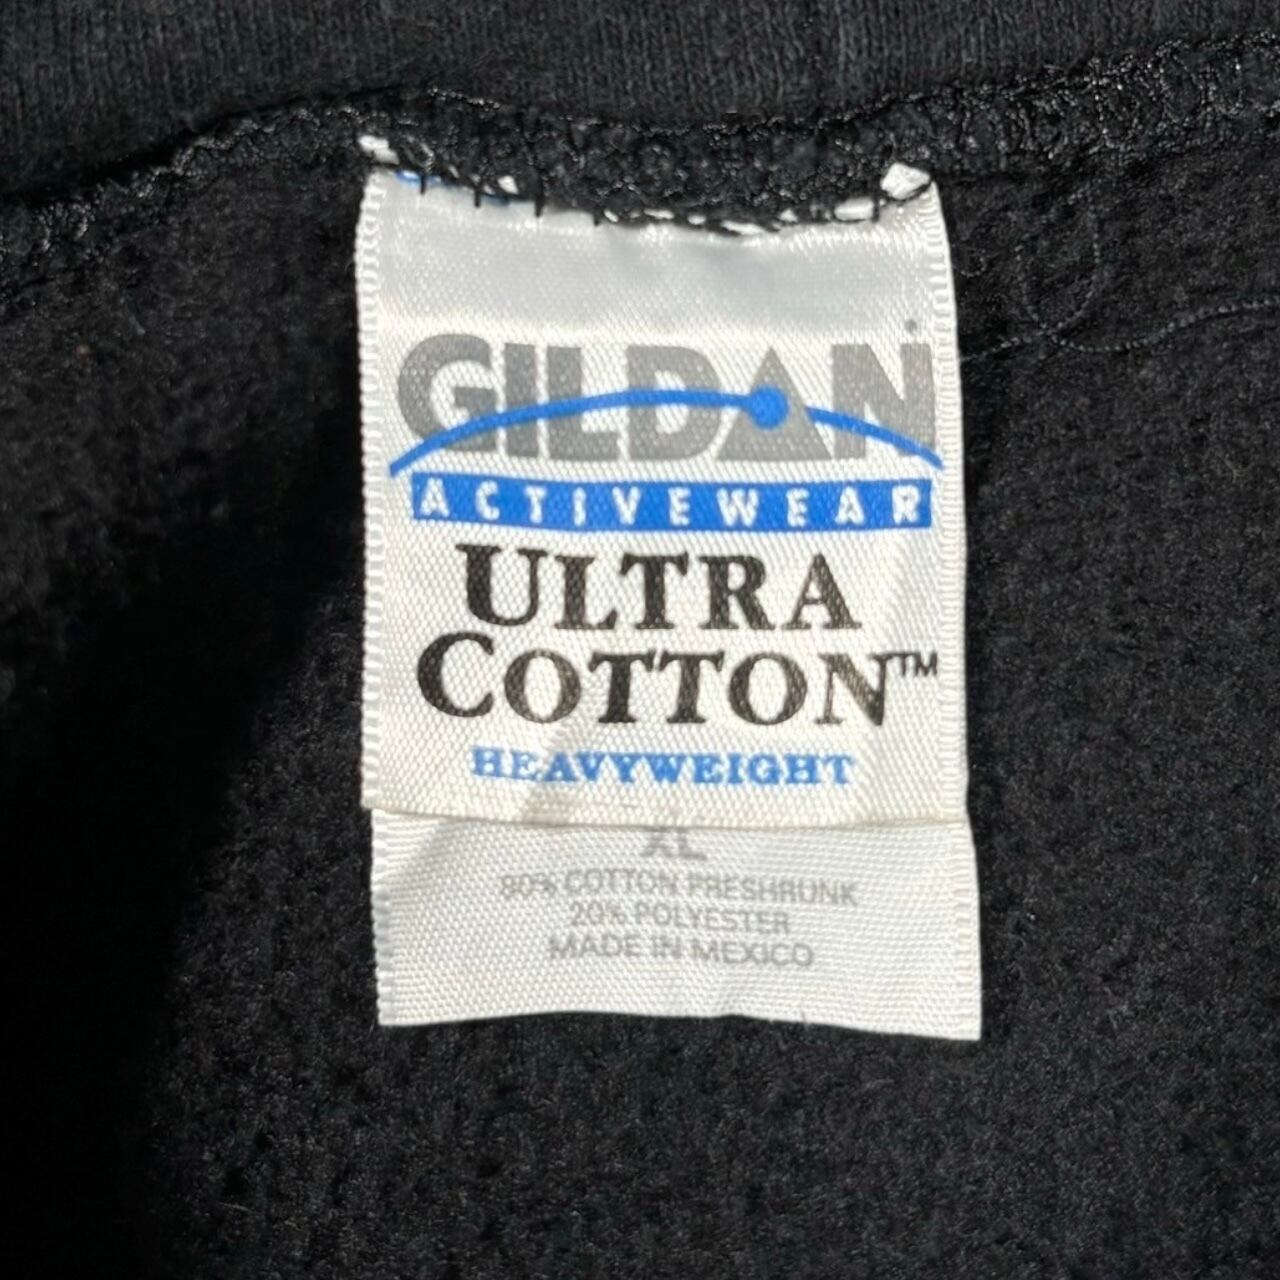 GILDAN
ACTIVEWEAR
ULTRA
COTTON™
HEAVYWEIGHT
XL
80% COTTON PRESHRUNK
20% POLYESTER
MADE IN MEXICO